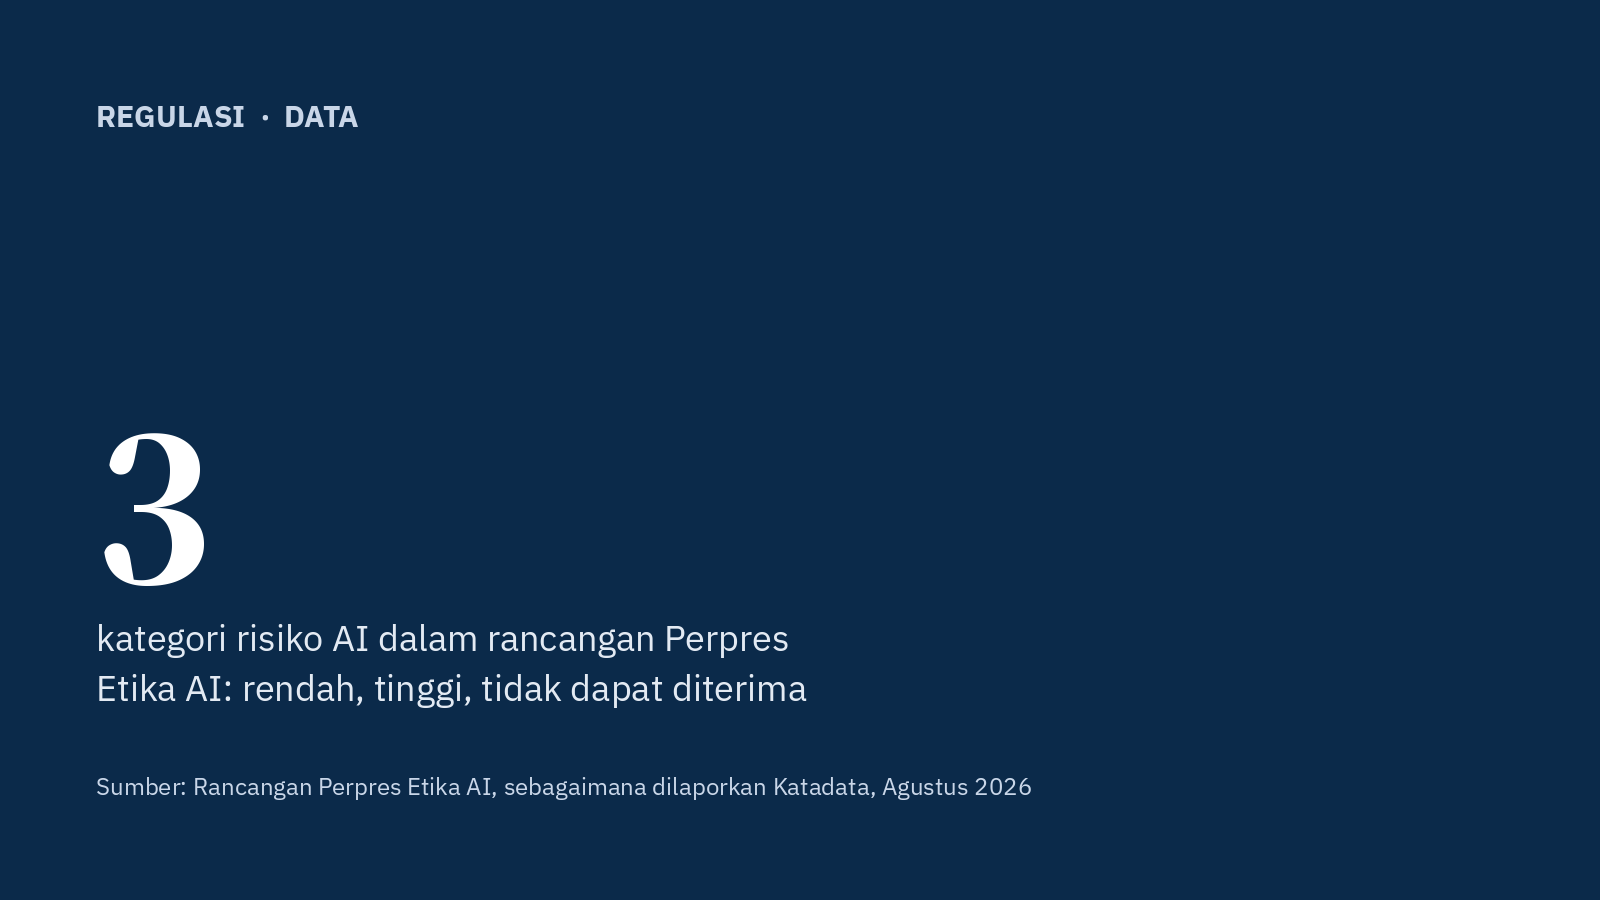 REGULASI · DATA
3
kategori risiko AI dalam rancangan Perpres
Etika AI: rendah, tinggi, tidak dapat diterima
Sumber: Rancangan Perpres Etika AI, sebagaimana dilaporkan Katadata, Agustus 2026